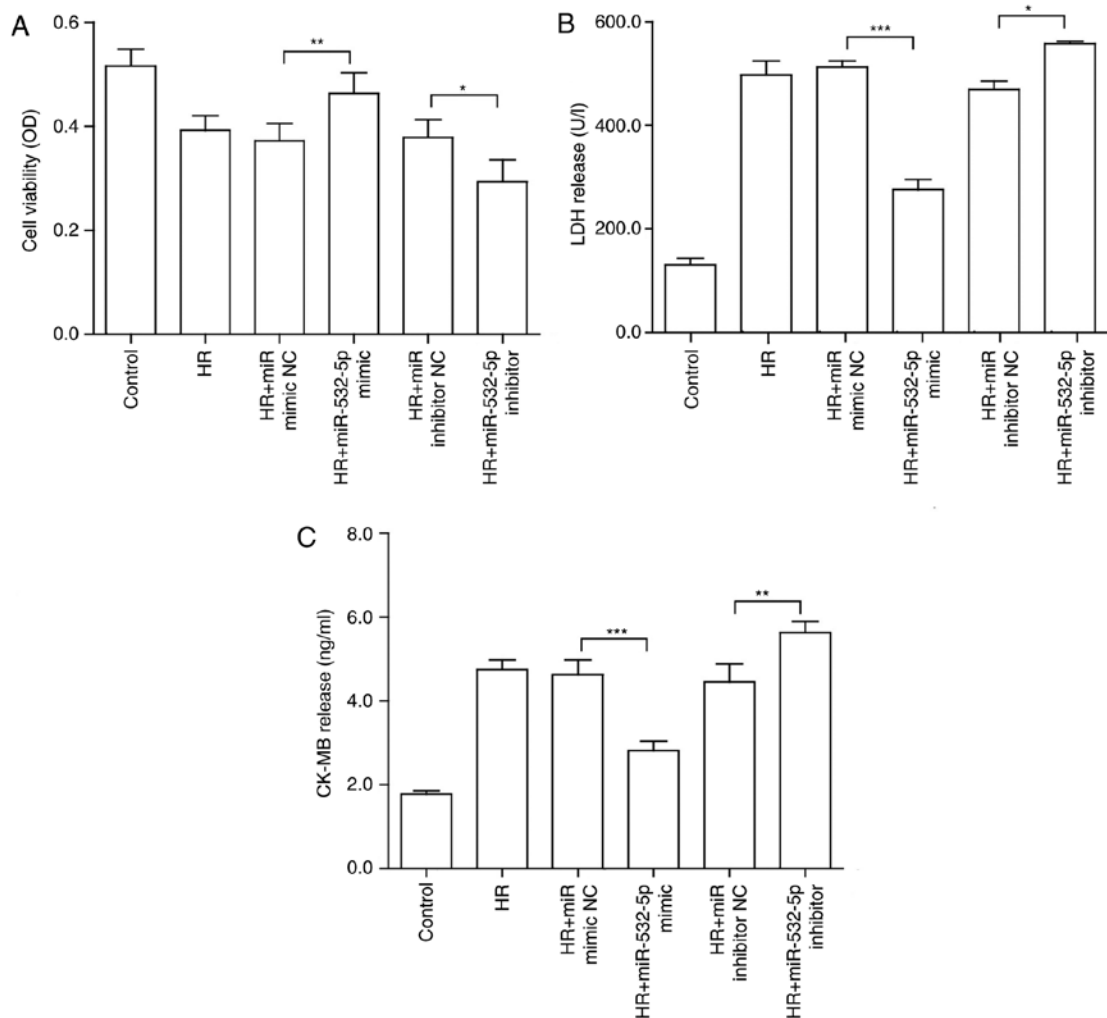 A
Cell viability (OD)
0.6
0.4
0.2
0.0
**
*
Control
HR
HR+miR
mimic NC
HR+miR-532-5p
mimic
HR+miR
inhibitor NC
HR+miR-532-5p
inhibitor
B
LDH release (U/l)
600.0
400.0
200.0
0.0
***
*
Control
HR
HR+miR
mimic NC
HR+miR-532-5p
mimic
HR+miR
inhibitor NC
HR+miR-532-5p
inhibitor
C
CK-MB release (ng/ml)
8.0
6.0
4.0
2.0
0.0
***
**
Control
HR
HR+miR
mimic NC
HR+miR-532-5p
mimic
HR+miR
inhibitor NC
HR+miR-532-5p
inhibitor